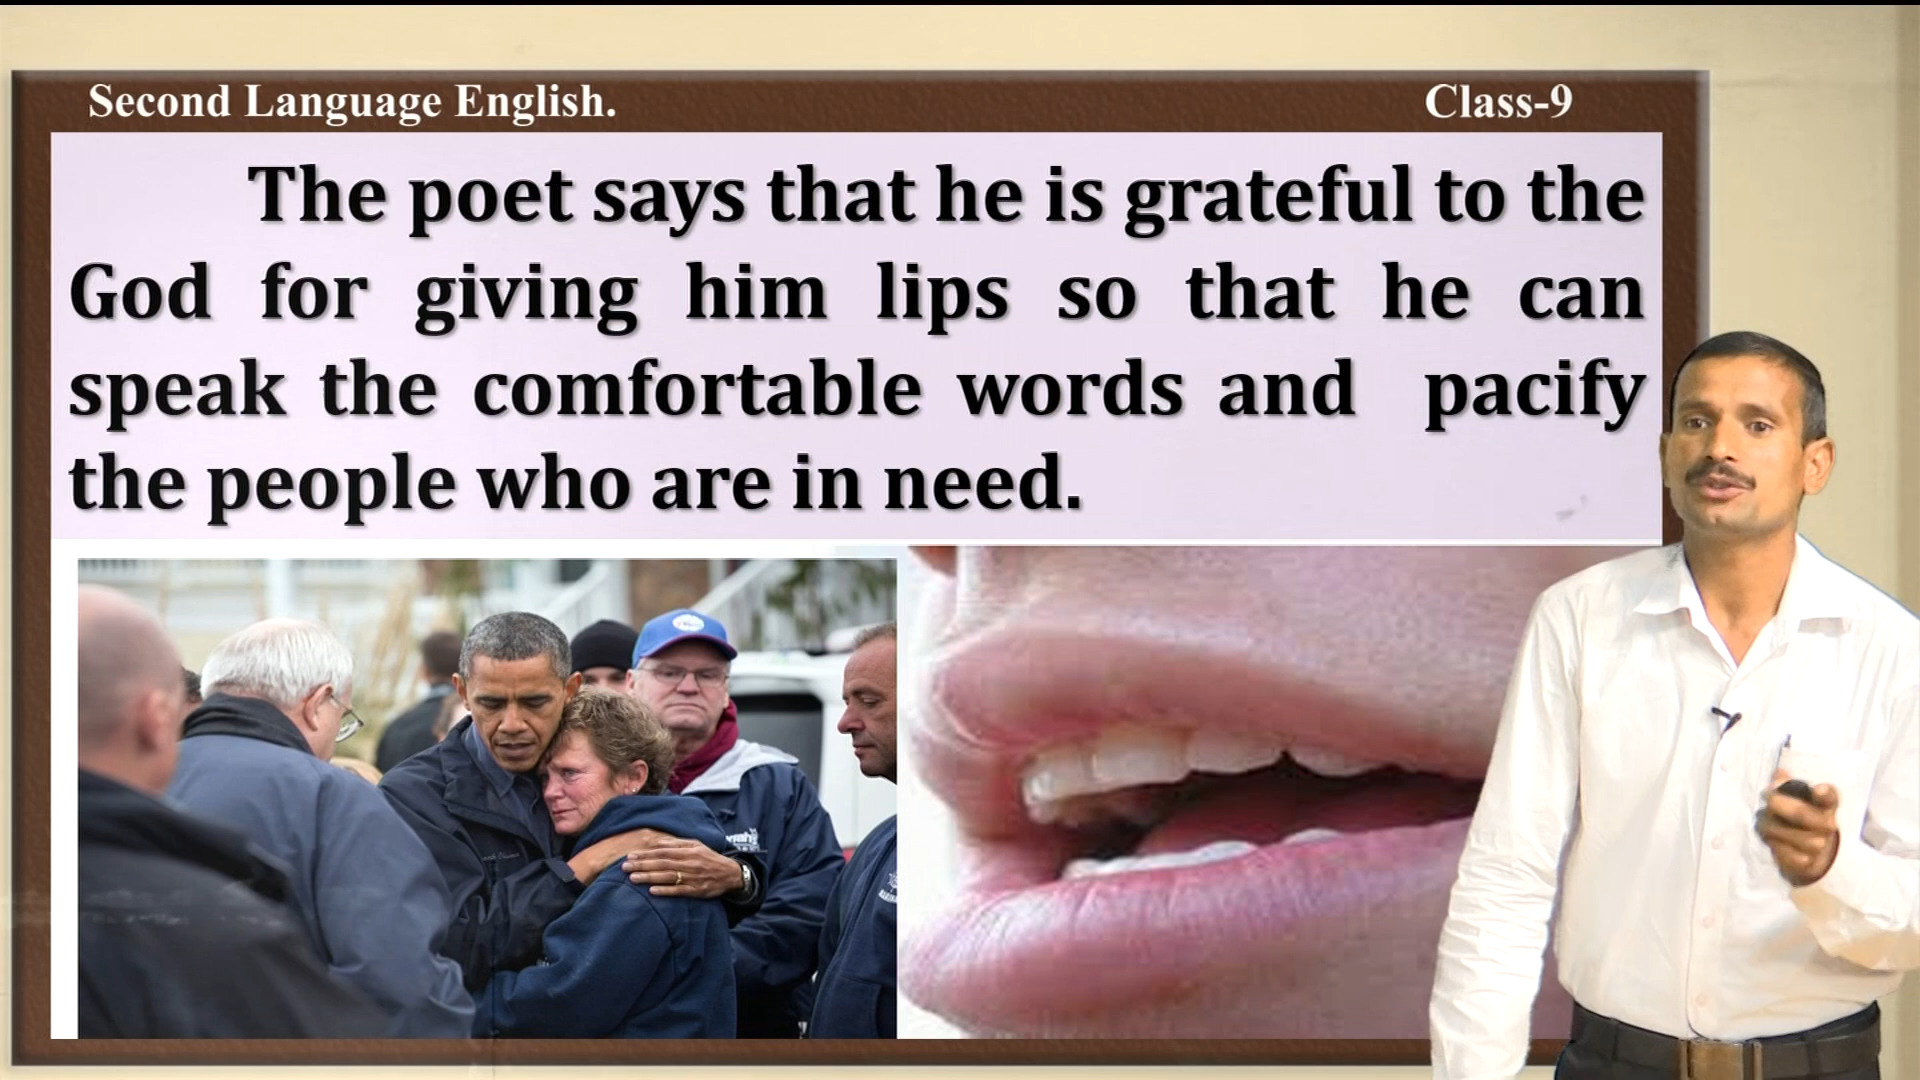 Second Language English.
Class-9
The poet says that he is grateful to the
God for giving him lips so that he can
speak the comfortable words and pacify
the people who are in need.